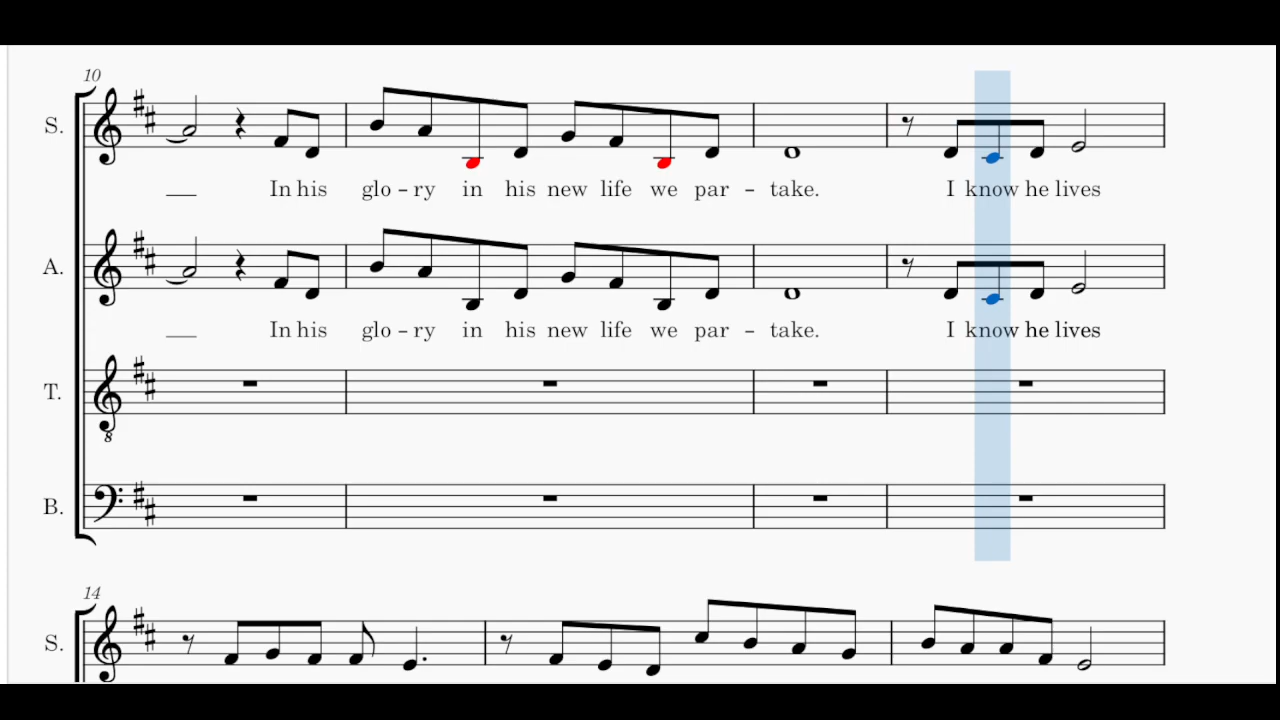 10
S.
In his glo – ry in his new life we par – take. I know he lives
A.
In his glo – ry in his new life we par – take. I know he lives
T.
8
B.
14
S.